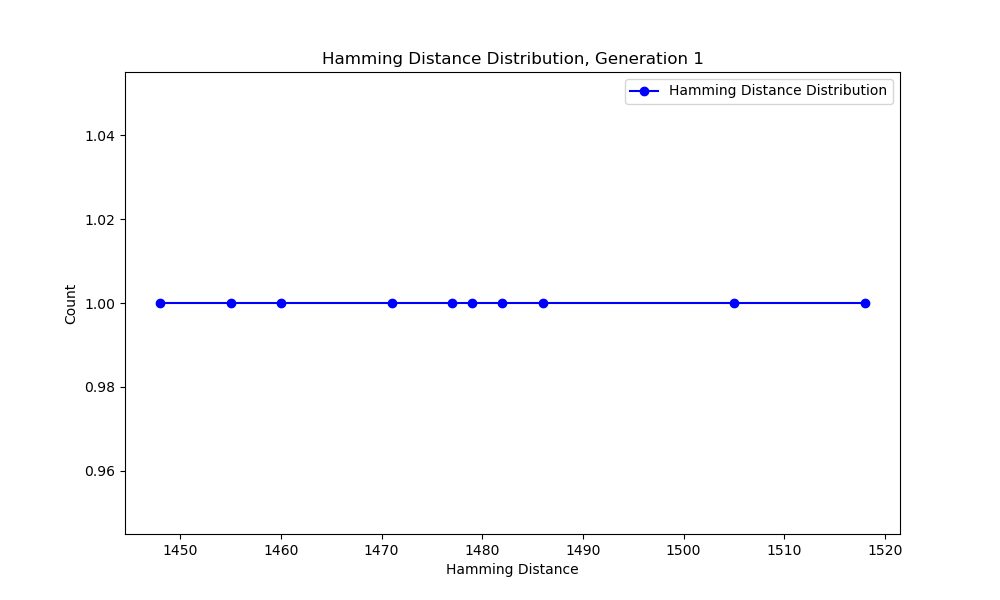 Hamming Distance Distribution, Generation 1
Hamming Distance Distribution
1.04
1.02
1.00
0.98
0.96
Count
1450 1460 1470 1480 1490 1500 1510 1520
Hamming Distance